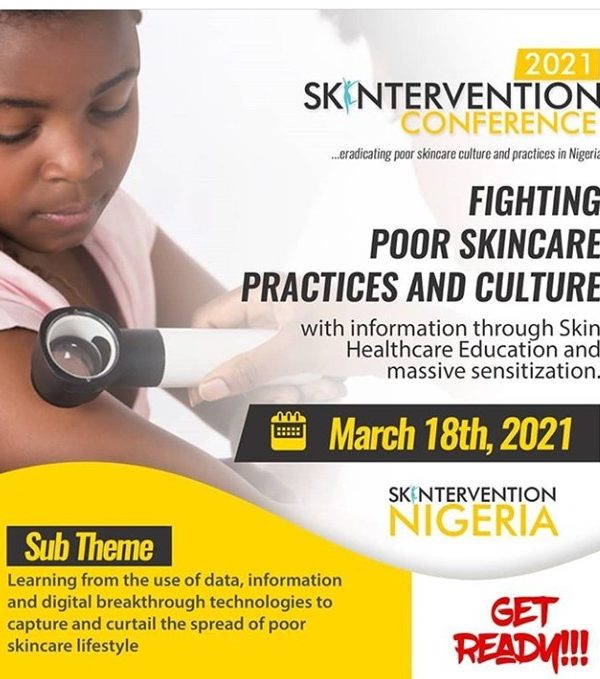 2021
SKINTERVENTION
CONFERENCE
...eradicating poor skincare culture and practices in Nigeria
FIGHTING
POOR SKINCARE
PRACTICES AND CULTURE
with information through Skin
Healthcare Education and
massive sensitization.
March 18th, 2021
SKINTERVENTION
NIGERIA
Sub Theme
Learning from the use of data, information
and digital breakthrough technologies to
capture and curtail the spread of poor
skincare lifestyle
GET
READY!!!